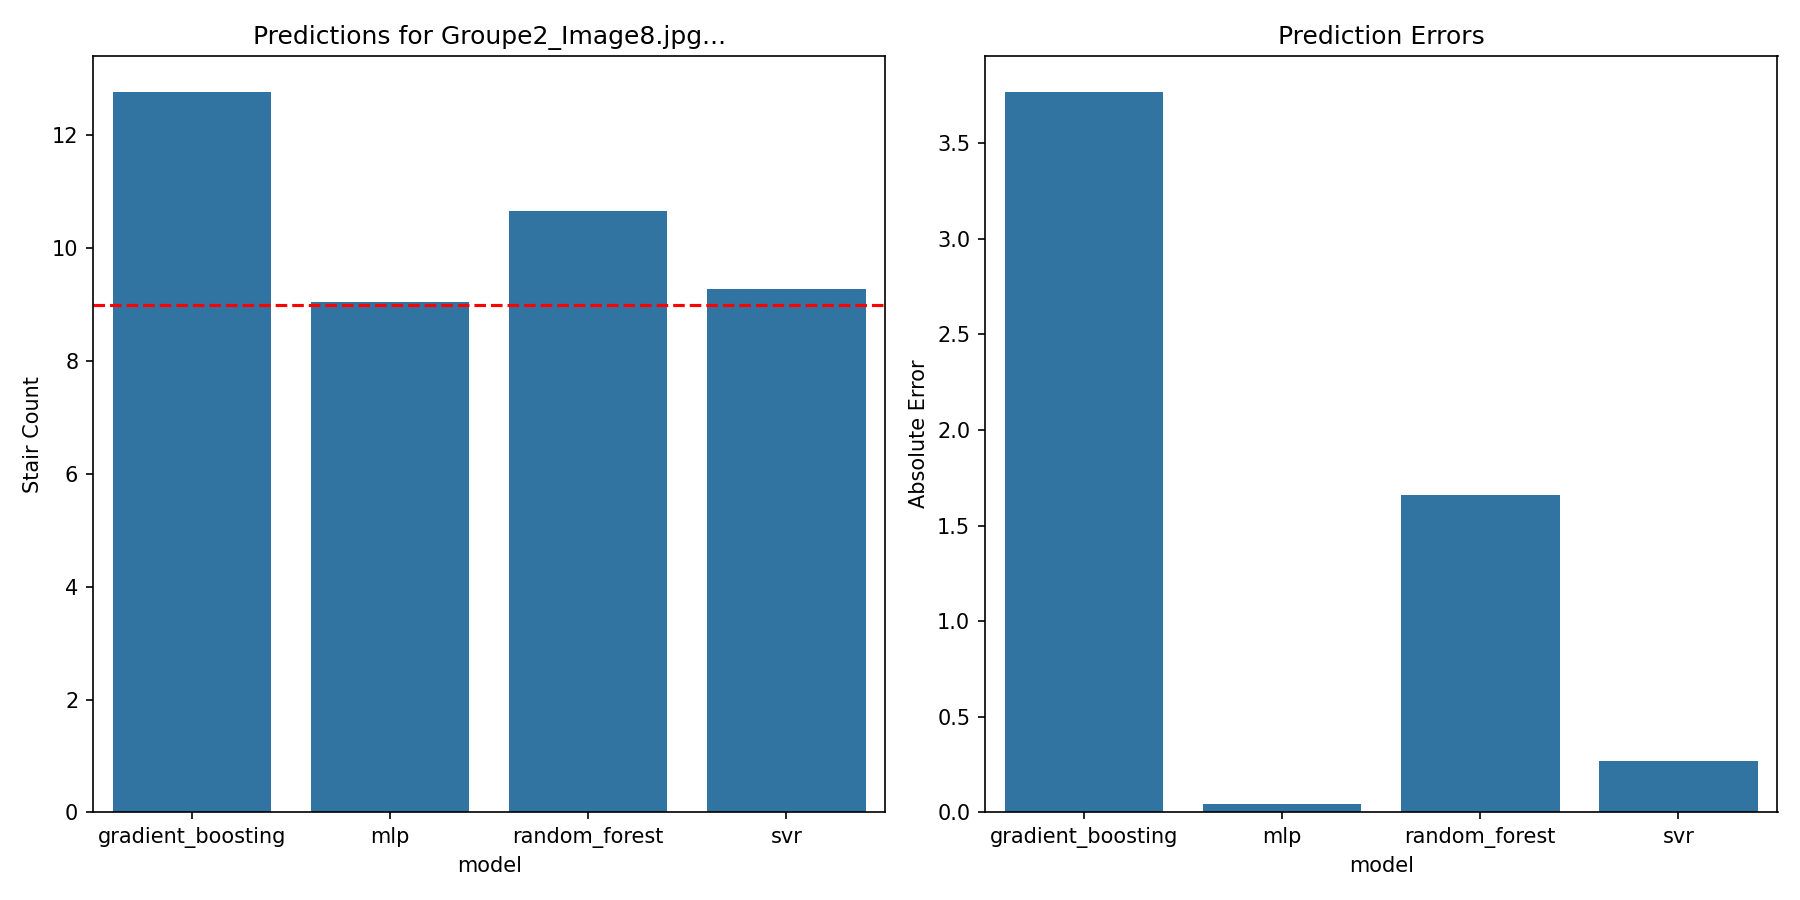 Predictions for Groupe2_Image8.jpg...
Stair Count
12
10
8
6
4
2
0
gradient_boosting mlp random_forest svr
model
Prediction Errors
Absolute Error
3.5
3.0
2.5
2.0
1.5
1.0
0.5
0.0
gradient_boosting mlp random_forest svr
model